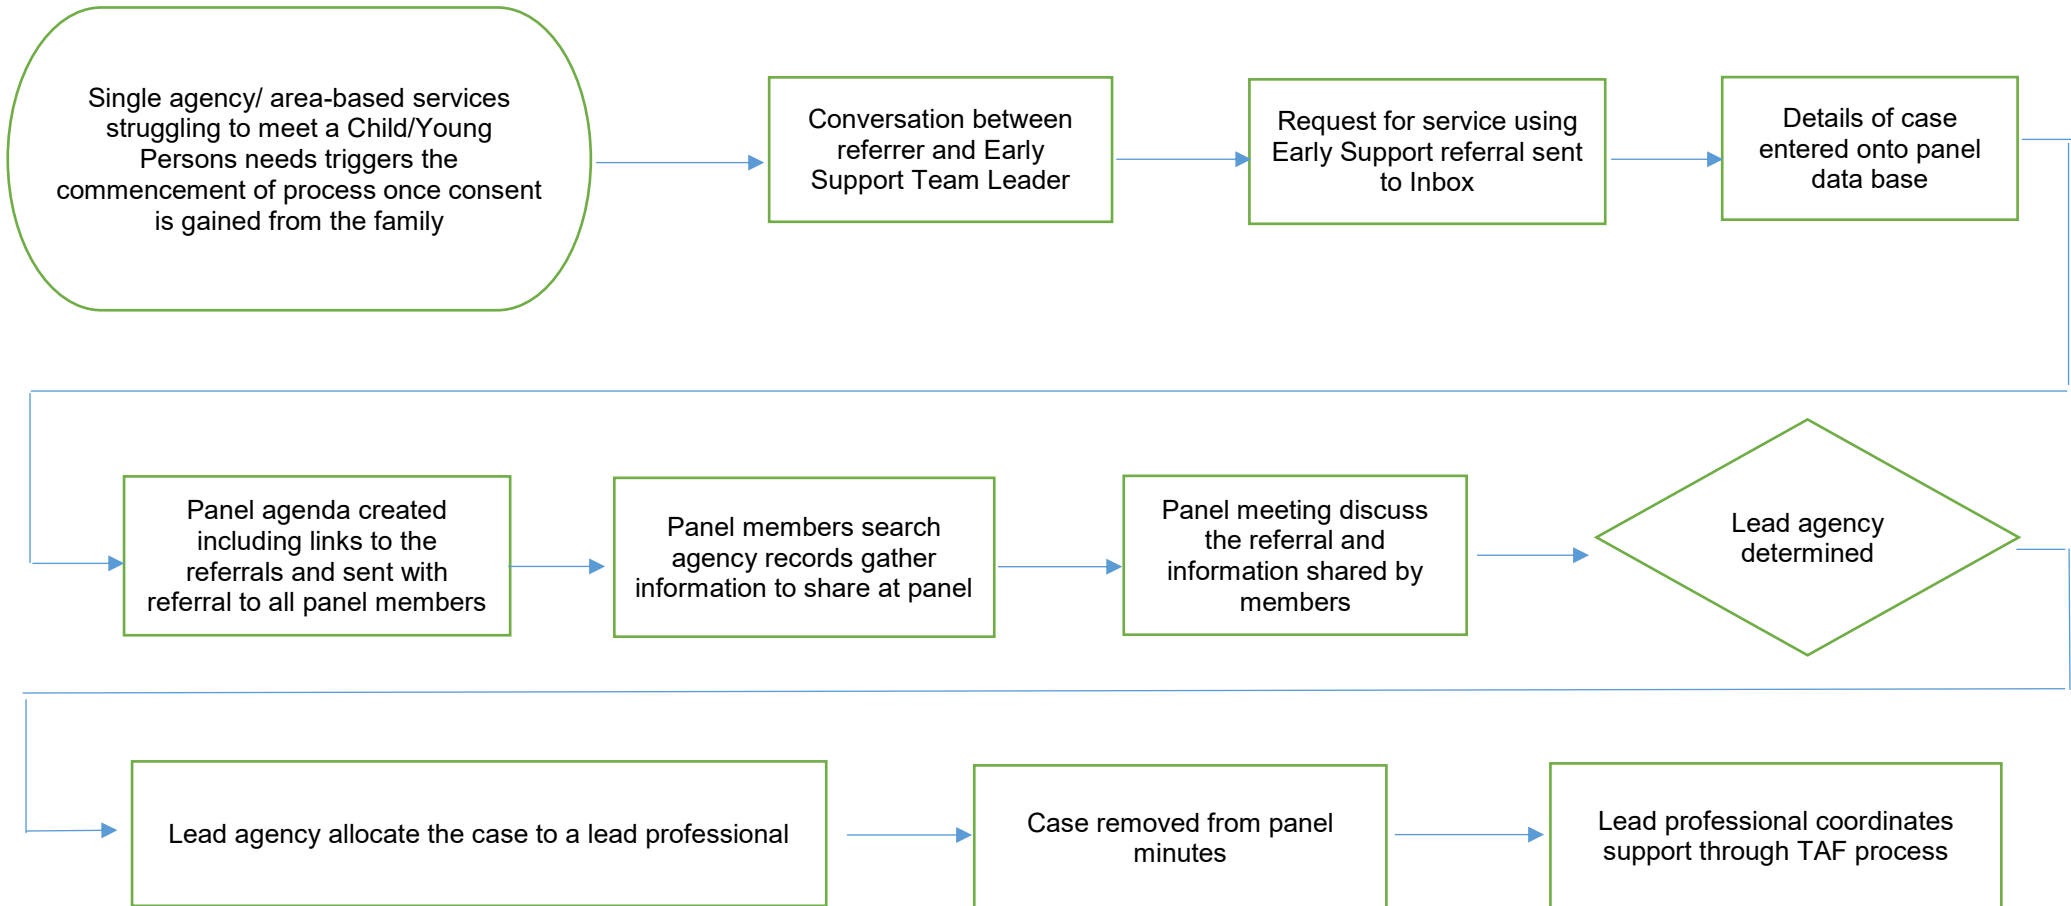 Single agency/ area-based services
struggling to meet a Child/Young
Persons needs triggers the
commencement of process once consent
is gained from the family
Conversation between
referrer and Early
Support Team Leader
Request for service using
Early Support referral sent
to Inbox
Details of case
entered onto panel
data base
Panel agenda created
including links to the
referrals and sent with
referral to all panel members
Panel members search
agency records gather
information to share at panel
Panel meeting discuss
the referral and
information shared by
members
Lead agency
determined
Lead agency allocate the case to a lead professional
Case removed from panel
minutes
Lead professional coordinates
support through TAF process